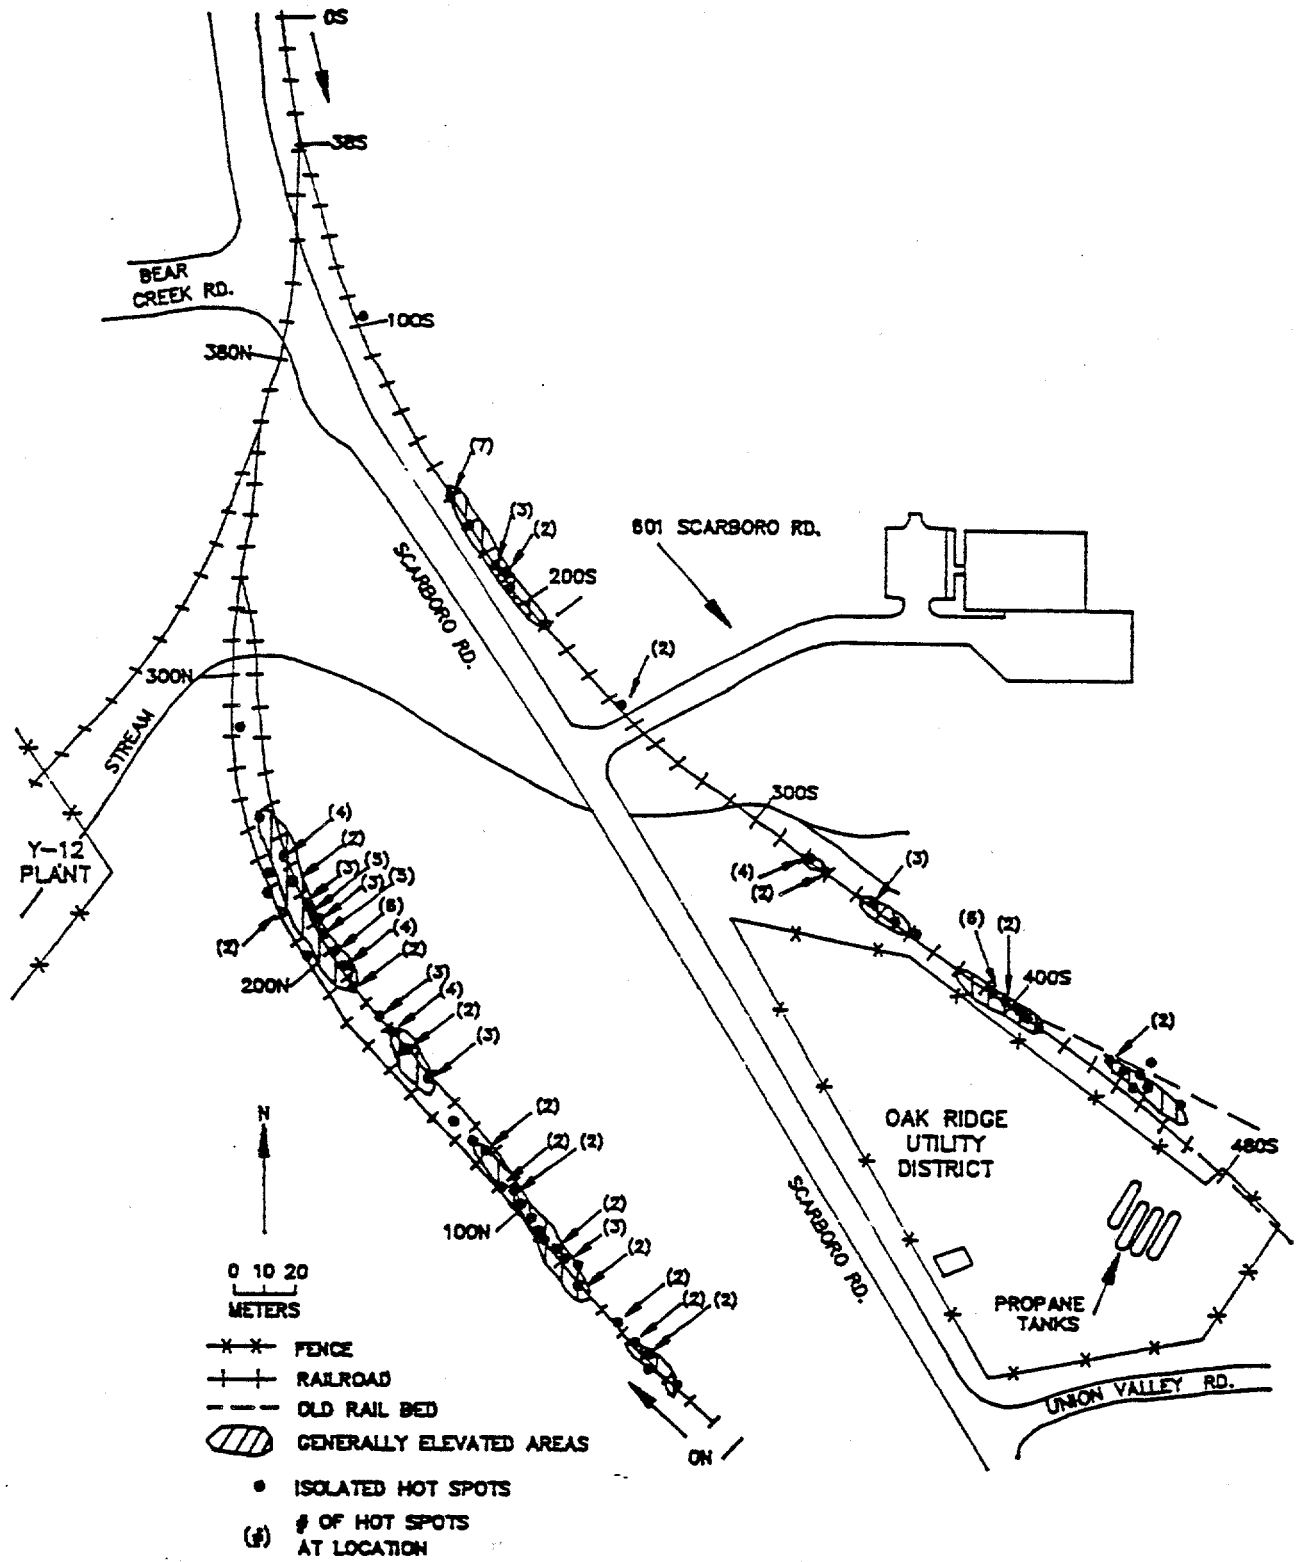 0S
38S
BEAR
CREEK RD.
100S
380N
(7)
(3)
(2)
601 SCARBORO RD.
200S
SCARBORO RD.
(2)
300N
STREAM
300S
(4)
(2)
(3)
(3)
(3)
(3)
(6)
(4)
(2)
(2)
200N
Y-12
PLANT
(4)
(2)
(3)
(6)
(2)
400S
(2)
(3)
(4)
(2)
(3)
N
OAK RIDGE
UTILITY
DISTRICT
480S
(2)
(2)
(2)
100N
(2)
(3)
(2)
SCARBORO RD.
0 10 20
METERS
(2)
(2)
(2)
PROPANE
TANKS
UNION VALLEY RD.
0N
FENCE
RAILROAD
OLD RAIL BED
GENERALLY ELEVATED AREAS
ISOLATED HOT SPOTS
(#) # OF HOT SPOTS
AT LOCATION